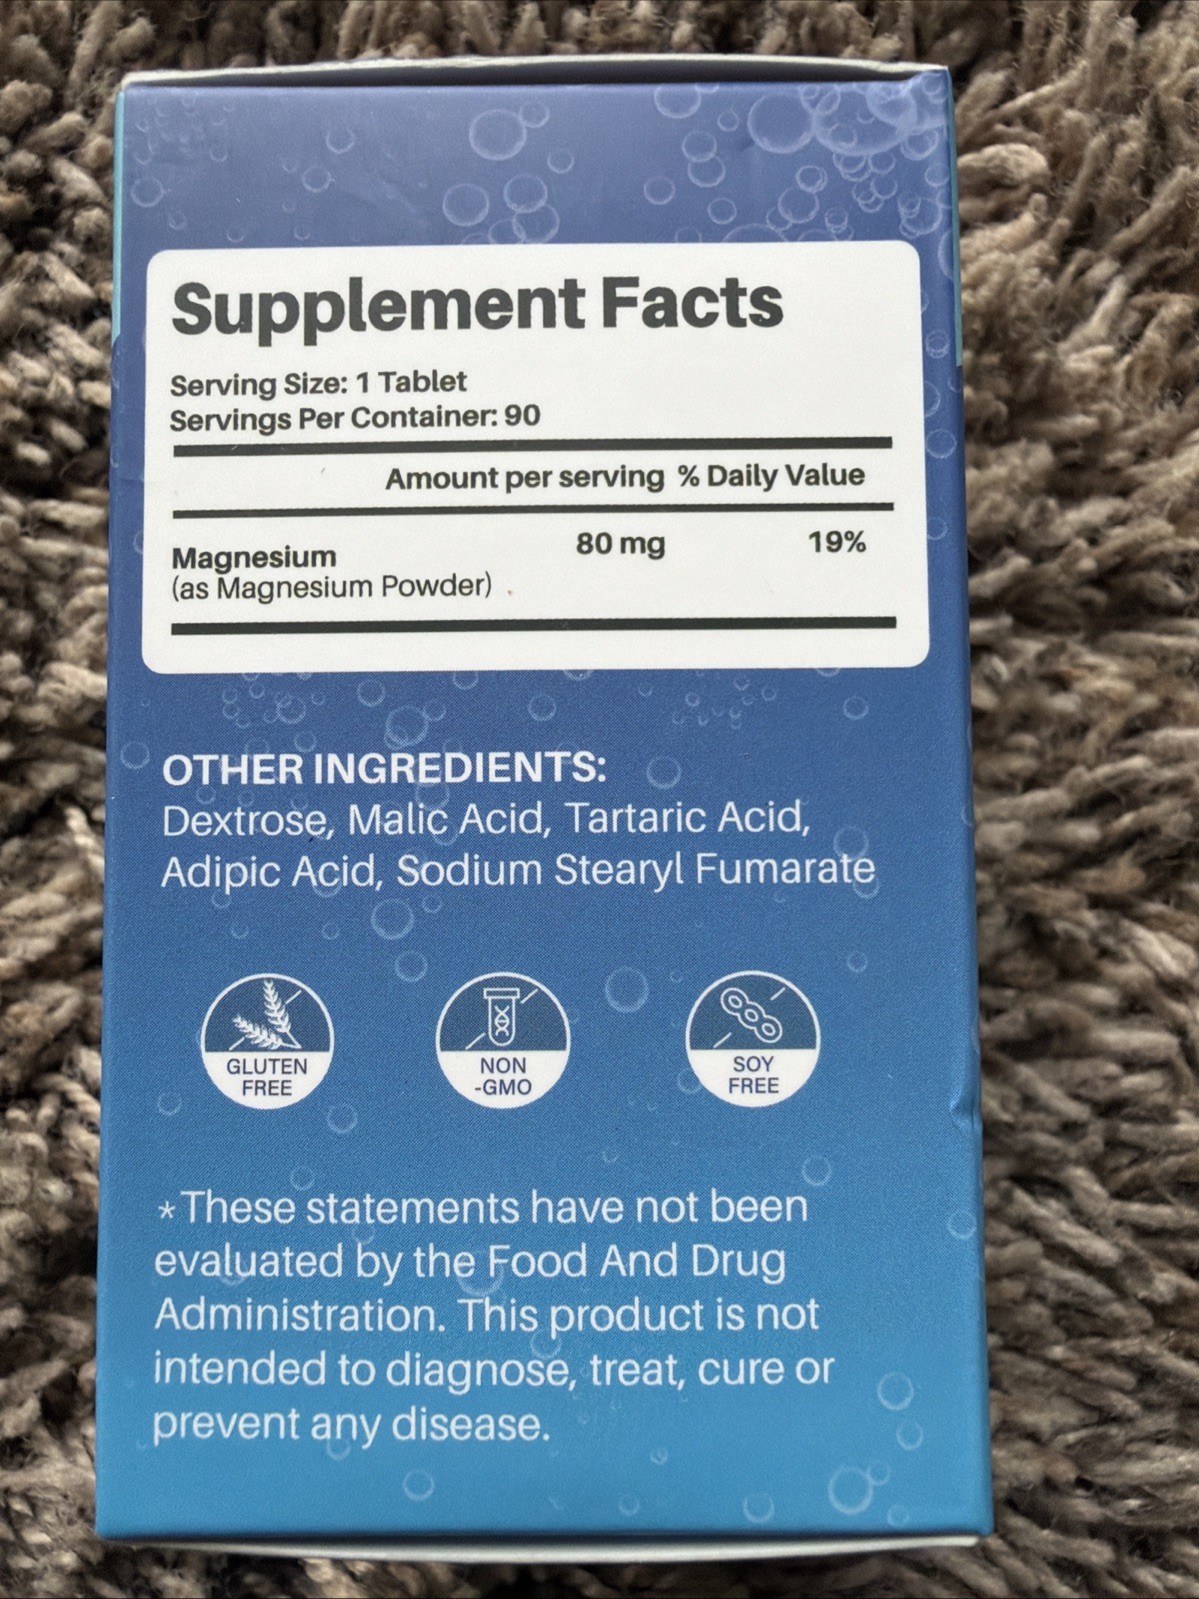 Supplement Facts
Serving Size: 1 Tablet
Servings Per Container: 90
Amount per serving % Daily Value
Magnesium 80 mg 19%
(as Magnesium Powder)
OTHER INGREDIENTS:
Dextrose, Malic Acid, Tartaric Acid,
Adipic Acid, Sodium Stearyl Fumarate
GLUTEN
FREE
NON
-GMO
SOY
FREE
*These statements have not been
evaluated by the Food And Drug
Administration. This product is not
intended to diagnose, treat, cure or
prevent any disease.